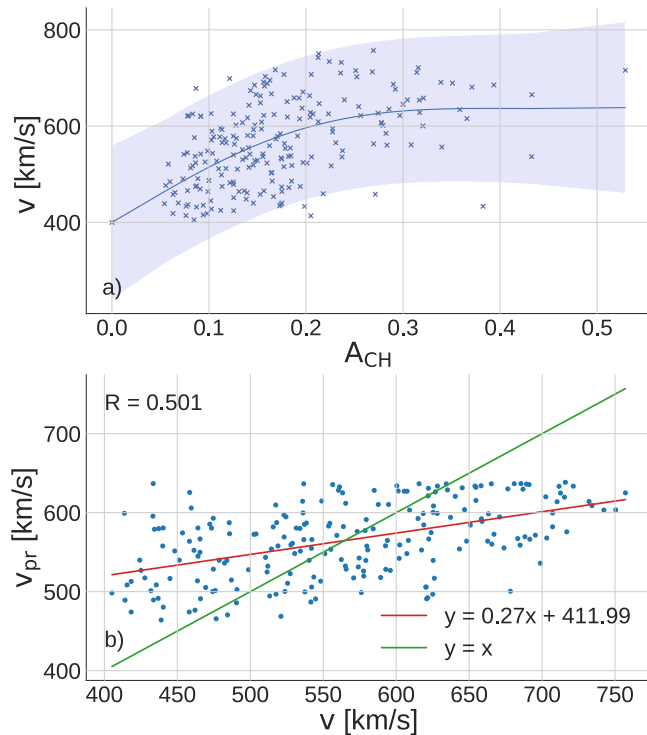 800
600
400
v [km/s]
a)
0.0 0.1 0.2 0.3 0.4 0.5
A_CH
R = 0.501
700
600
500
400
v_pr [km/s]
y = 0.27x + 411.99
y = x
b)
400 450 500 550 600 650 700 750
v [km/s]